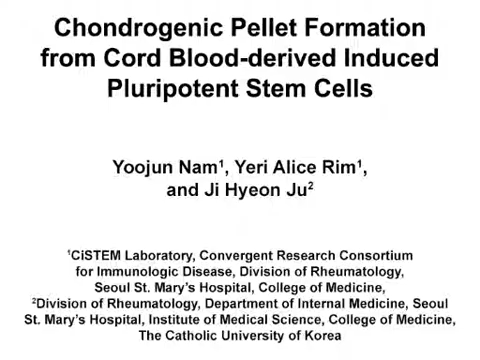 Chondrogenic Pellet Formation
from Cord Blood-derived Induced
Pluripotent Stem Cells
Yoojun Nam¹, Yeri Alice Rim¹,
and Ji Hyeon Ju²
¹CiSTEM Laboratory, Convergent Research Consortium
for Immunologic Disease, Division of Rheumatology,
Seoul St. Mary's Hospital, College of Medicine,
²Division of Rheumatology, Department of Internal Medicine, Seoul
St. Mary's Hospital, Institute of Medical Science, College of Medicine,
The Catholic University of Korea